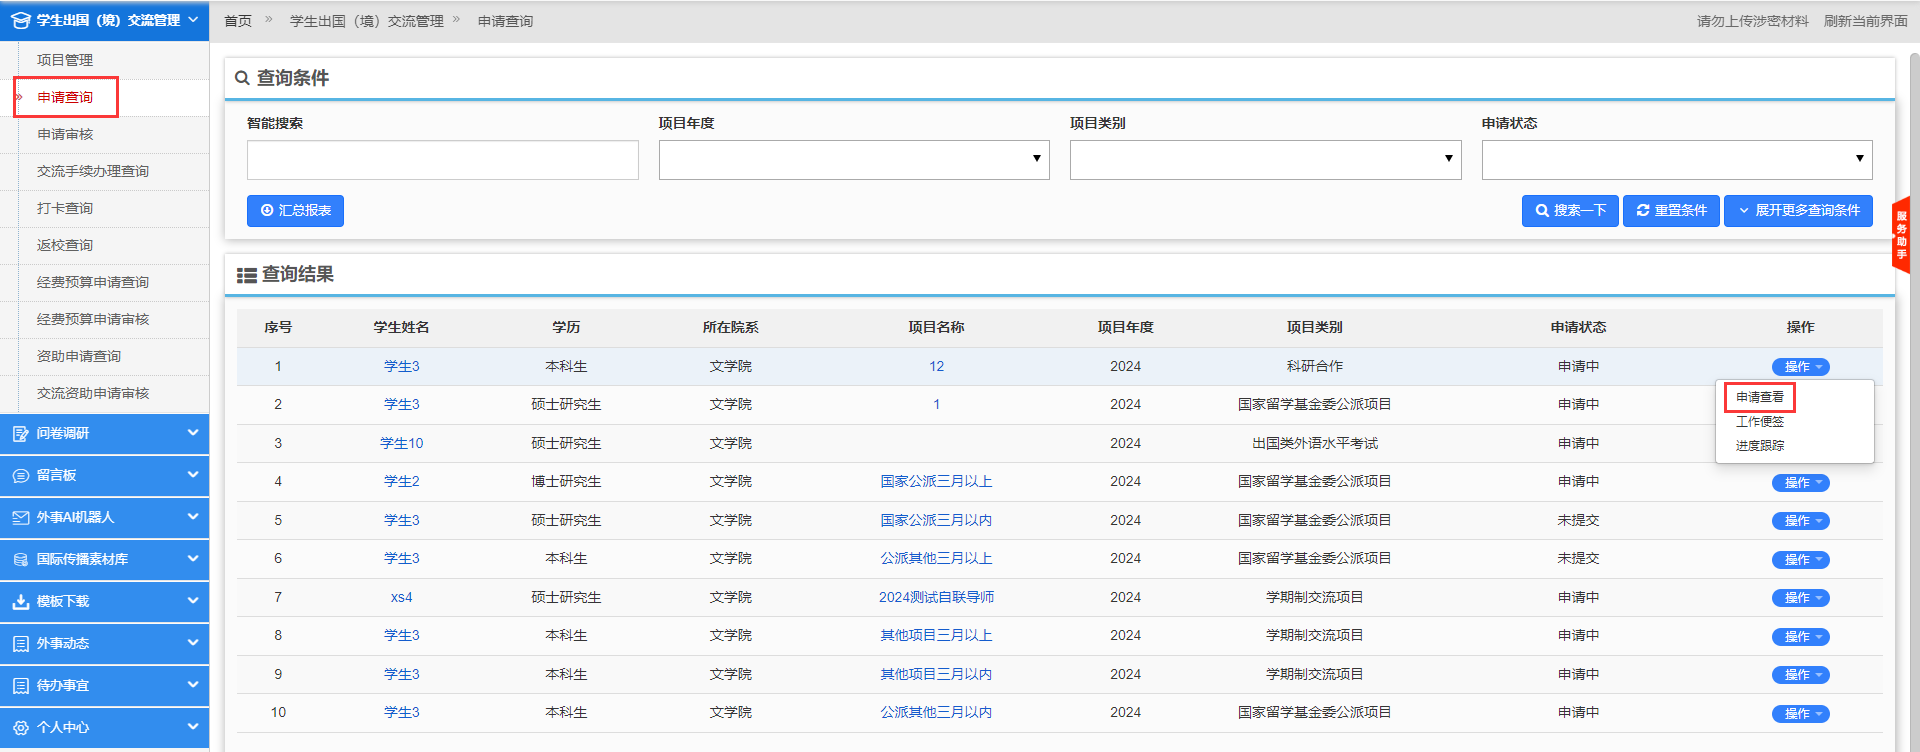 学生出国（境）交流管理
首页 » 学生出国（境）交流管理 » 申请查询
请勿上传涉密材料 刷新当前界面
项目管理
» 申请查询
申请审核
交流手续办理查询
打卡查询
返校查询
经费预算申请查询
经费预算申请审核
资助申请查询
交流资助申请审核
问卷调研
留言板
外事AI机器人
国际传播素材库
模板下载
外事动态
待办事宜
个人中心
查询条件
智能搜索 项目年度 项目类别 申请状态
汇总报表 搜索一下 重置条件 展开更多查询条件
服务助手
查询结果
序号 学生姓名 学历 所在院系 项目名称 项目年度 项目类别 申请状态 操作
1 学生3 本科生 文学院 12 2024 科研合作 申请中 操作
申请查看
工作便签
进度跟踪
2 学生3 硕士研究生 文学院 1 2024 国家留学基金委公派项目 申请中
3 学生10 硕士研究生 文学院 2024 出国类外语水平考试 申请中
4 学生2 博士研究生 文学院 国家公派三月以上 2024 国家留学基金委公派项目 申请中 操作
5 学生3 硕士研究生 文学院 国家公派三月以内 2024 国家留学基金委公派项目 未提交 操作
6 学生3 本科生 文学院 公派其他三月以上 2024 国家留学基金委公派项目 未提交 操作
7 xs4 硕士研究生 文学院 2024测试自联导师 2024 学期制交流项目 申请中 操作
8 学生3 本科生 文学院 其他项目三月以上 2024 学期制交流项目 申请中 操作
9 学生3 本科生 文学院 其他项目三月以内 2024 学期制交流项目 申请中 操作
10 学生3 本科生 文学院 公派其他三月以内 2024 国家留学基金委公派项目 申请中 操作